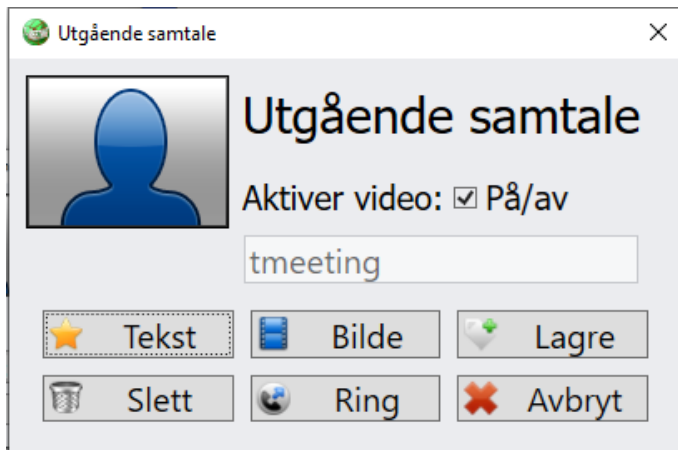 Utgående samtale
Utgående samtale
Aktiver video: På/av
tmeeting
Tekst Bilde Lagre
Slett Ring Avbryt